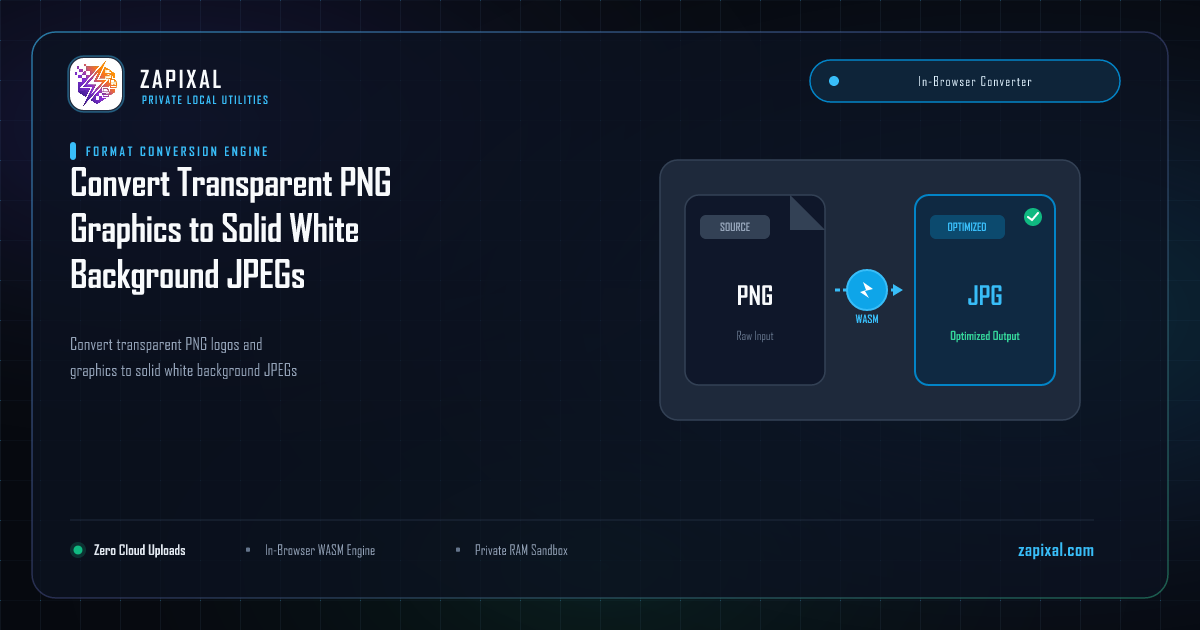 ZAPIXAL
PRIVATE LOCAL UTILITIES
In-Browser Converter
FORMAT CONVERSION ENGINE
Convert Transparent PNG
Graphics to Solid White
Background JPEGs
Convert transparent PNG logos and
graphics to solid white background JPEGs
SOURCE
PNG
Raw Input
WASM
OPTIMIZED
JPG
Optimized Output
Zero Cloud Uploads
In-Browser WASM Engine
Private RAM Sandbox
zapixal.com